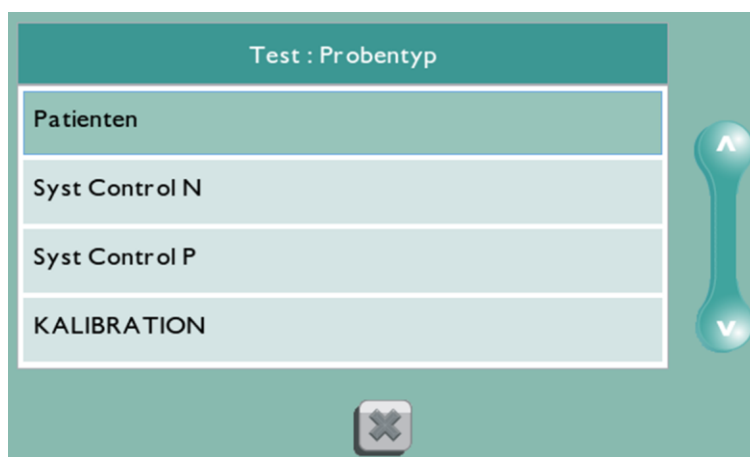 Test : Probentyp
Patienten
Syst Control N
Syst Control P
KALIBRATION